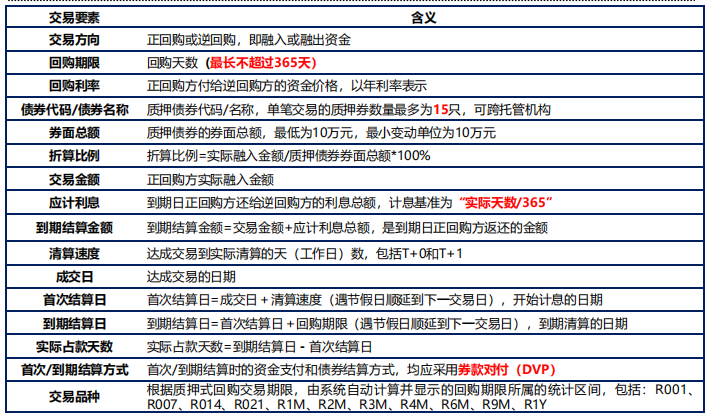 交易要素 含义
交易方向 正回购或逆回购，即融入或融出资金
回购期限 回购天数（最长不超过365天）
回购利率 正回购方付给逆回购方的资金价格，以年利率表示
债券代码/债券名称 质押债券代码/名称，单笔交易的质押券数量最多为15只，可跨托管机构
券面总额 质押债券的券面总额，最低为10万元，最小变动单位为10万元
折算比例 折算比例=实际融入金额/质押债券券面总额*100%
交易金额 正回购方实际融入金额
应计利息 到期日正回购方还给逆回购方的利息总额，计息基准为“实际天数/365”
到期结算金额 到期结算金额=交易金额+应计利息总额，是到期日正回购方返还的金额
清算速度 达成交易到实际清算的天（工作日）数，包括T+0和T+1
成交日 达成交易的日期
首次结算日 首次结算日=成交日＋清算速度（遇节假日顺延到下一交易日），开始计息的日期
到期结算日 到期结算日=首次结算日＋回购期限（遇节假日顺延到下一交易日），到期清算的日期
实际占款天数 实际占款天数=到期结算日 - 首次结算日
首次/到期结算方式 首次/到期结算时的资金支付和债券结算方式，均应采用券款对付（DVP）
交易品种 根据质押式回购交易期限，由系统自动计算并显示的回购期限所属的统计区间，包括：R001、
R007、R014、R021、R1M、R2M、R3M、R4M、R6M、R9M、R1Y